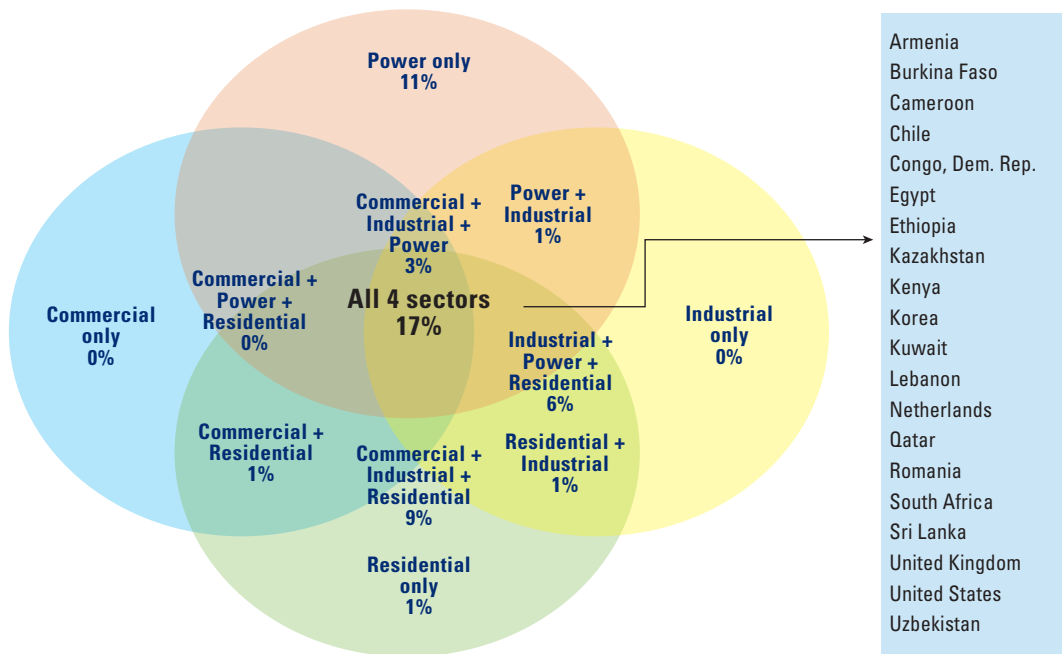 Power only
11%
Commercial +
Industrial +
Power
3%
Power +
Industrial
1%
Commercial +
Power +
Residential
0%
All 4 sectors
17%
Commercial
only
0%
Industrial
only
0%
Industrial +
Power +
Residential
6%
Commercial +
Residential
1%
Commercial +
Industrial +
Residential
9%
Residential +
Industrial
1%
Residential
only
1%
Armenia
Burkina Faso
Cameroon
Chile
Congo, Dem. Rep.
Egypt
Ethiopia
Kazakhstan
Kenya
Korea
Kuwait
Lebanon
Netherlands
Qatar
Romania
South Africa
Sri Lanka
United Kingdom
United States
Uzbekistan